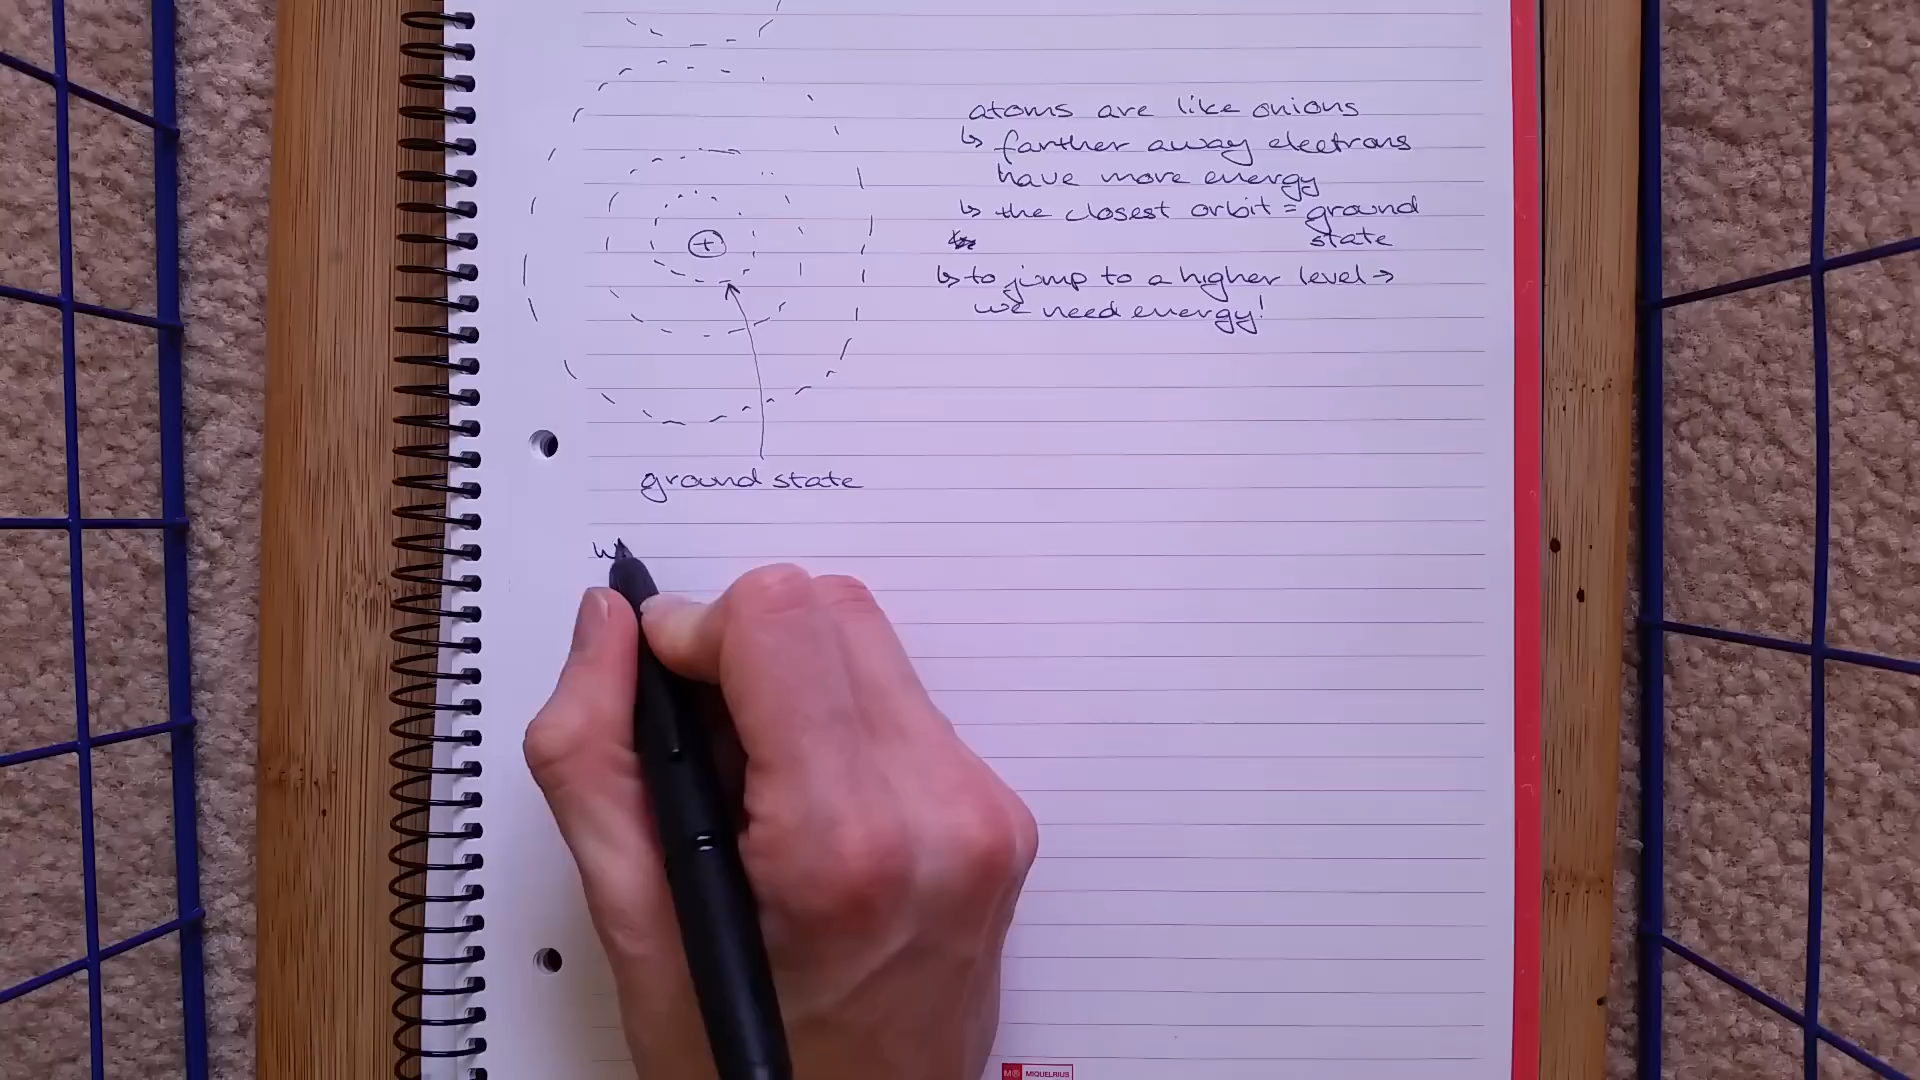 atoms are like onions
↳ farther away electrons
have more energy
↳ the closest orbit = ground
state
↳ to jump to a higher level →
we need energy!
+
ground state
M MIQUELRIUS